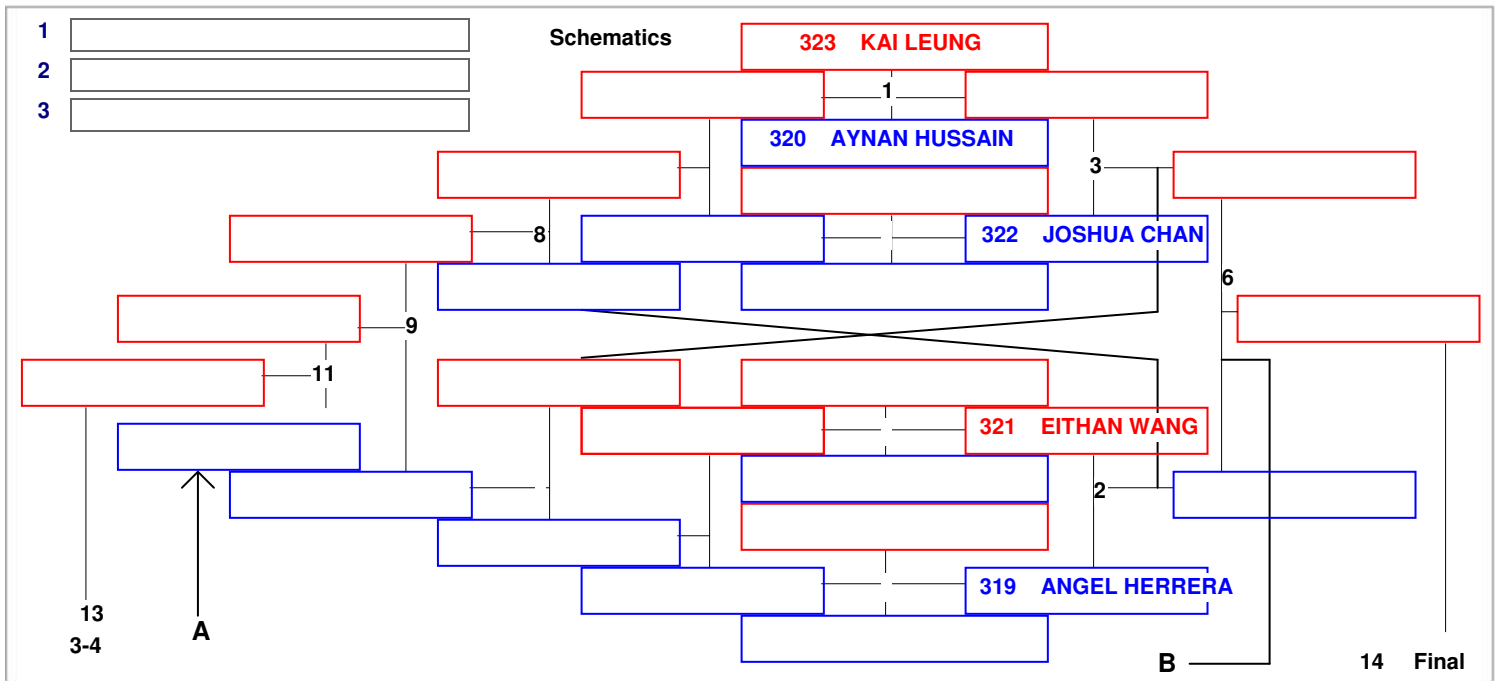 1
Schematics
323 KAI LEUNG
2
1
3
320 AYNAN HUSSAIN
3
8
322 JOSHUA CHAN
6
9
11
321 EITHAN WANG
2
319 ANGEL HERRERA
13
A
3-4
B
14 Final